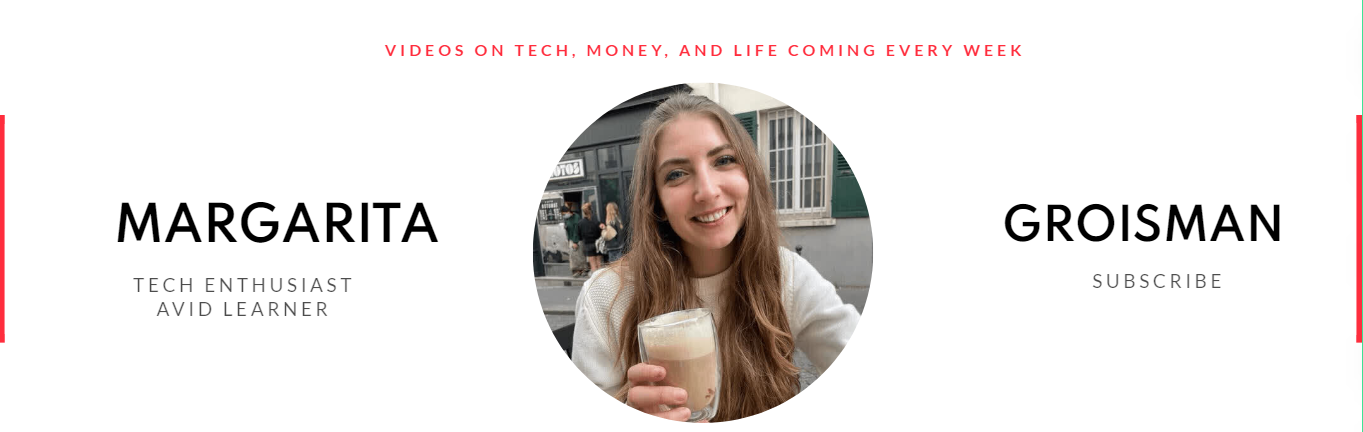 VIDEOS ON TECH, MONEY, AND LIFE COMING EVERY WEEK
MARGARITA
TECH ENTHUSIAST
AVID LEARNER
GROISMAN
SUBSCRIBE